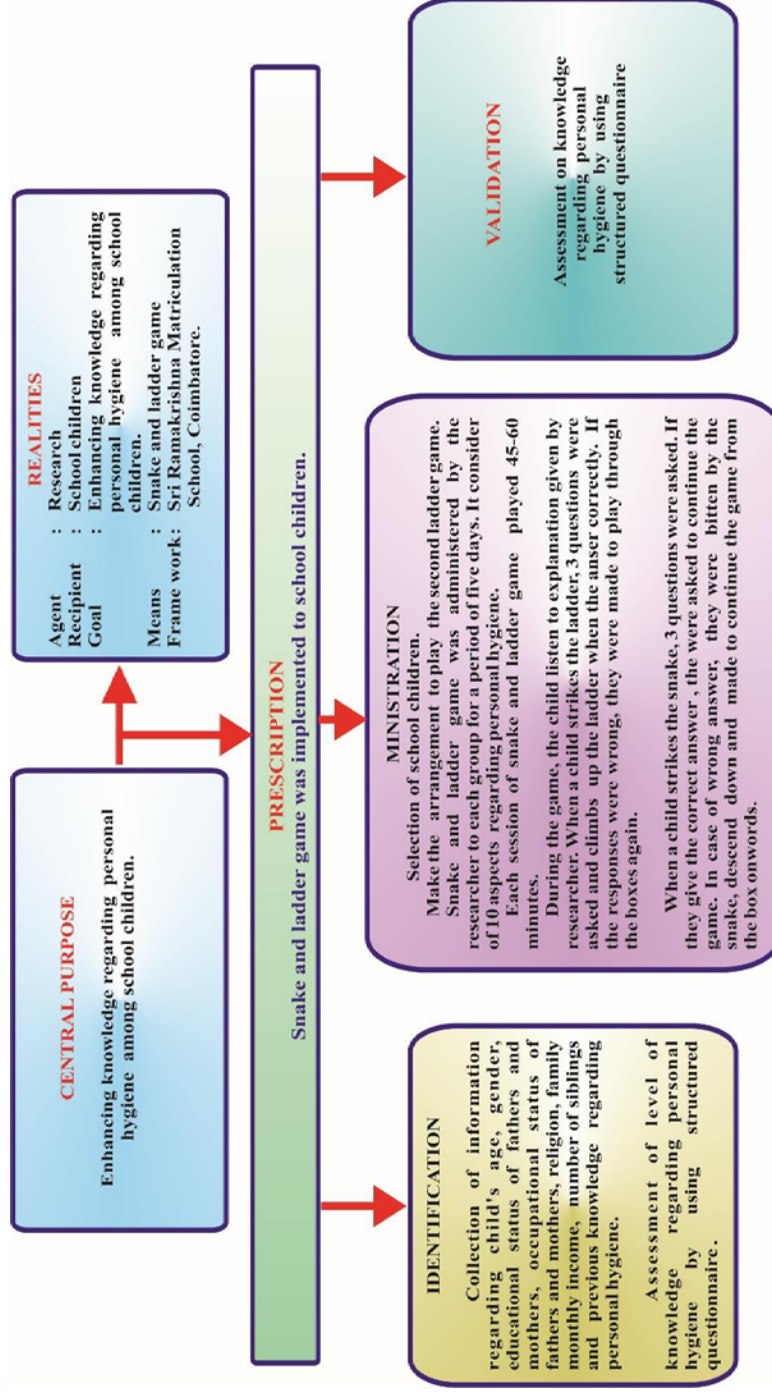 CENTRAL PURPOSE
Enhancing knowledge regarding personal
hygiene among school children.
REALITIES
Agent : Research
Recipient : School children
Goal : Enhancing knowledge regarding
personal hygiene among school
children.
Means : Snake and ladder game
Frame work : Sri Ramakrishna Matriculation
School, Coimbatore.
PRESCRIPTION
Snake and ladder game was implemented to school children.
IDENTIFICATION
Collection of information
regarding child's age, gender,
educational status of fathers and
mothers, occupational status of
fathers and mothers, religion, family
monthly income, number of siblings
and previous knowledge regarding
personal hygiene.
Assessment of level of
knowledge regarding personal
hygiene by using structured
questionnaire.
MINISTRATION
Selection of school children.
Make the arrangement to play the second ladder game.
Snake and ladder game was administered by the
researcher to each group for a period of five days. It consider
of 10 aspects regarding personal hygiene.
Each session of snake and ladder game played 45-60
minutes.
During the game, the child listen to explanation given by
researcher. When a child strikes the ladder, 3 questions were
asked and climbs up the ladder when the anser correctly. If
the responses were wrong, they were made to play through
the boxes again.
When a child strikes the snake, 3 questions were asked. If
they give the correct answer , the were asked to continue the
game. In case of wrong answer, they were bitten by the
snake, descend down and made to continue the game from
the box onwords.
VALIDATION
Assessment on knowledge
regarding personal
hygiene by using
structured questionnaire